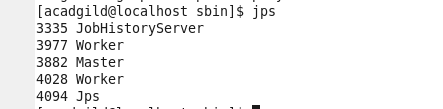 [acadgild@localhost sbin]$ jps
3335 JobHistoryServer
3977 Worker
3882 Master
4028 Worker
4094 Jps